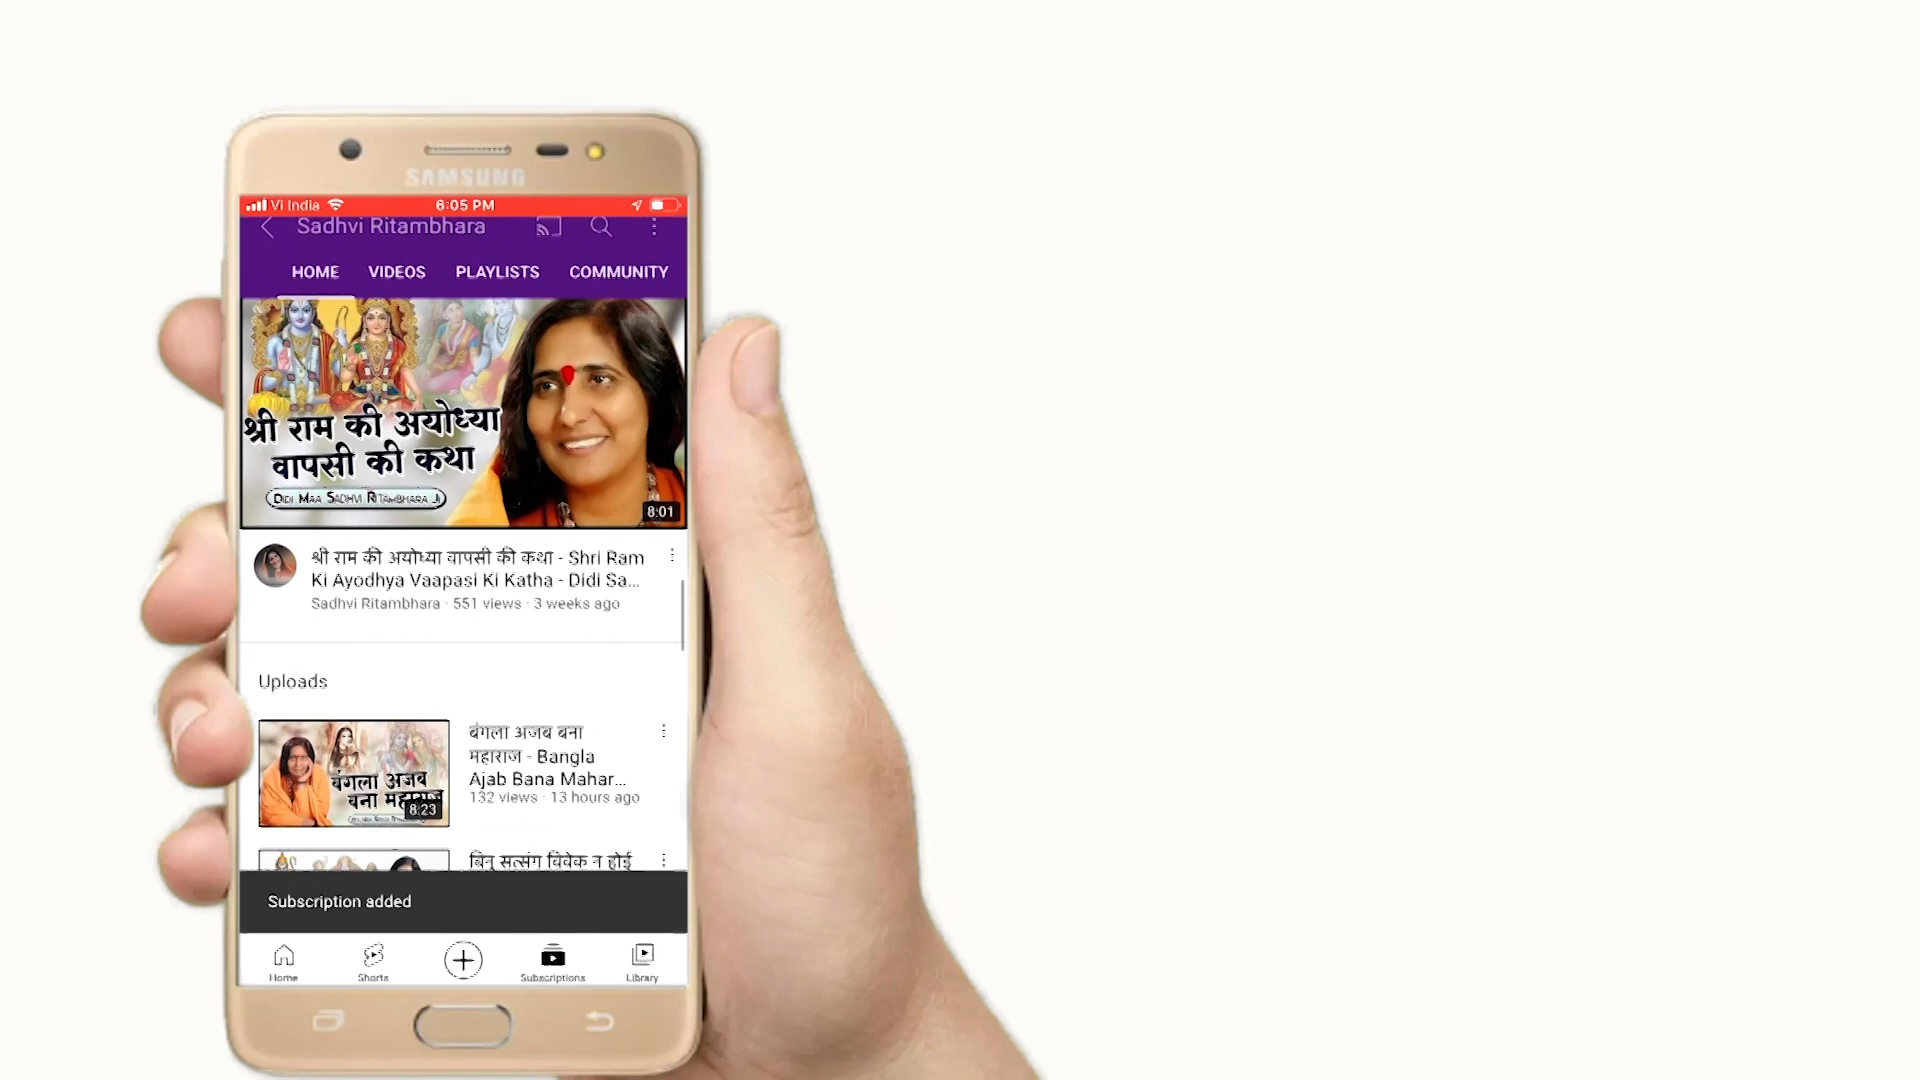 SAMSUNG
Vi India
6:05 PM
Sadhvi Ritambhara
HOME VIDEOS PLAYLISTS COMMUNITY
श्री राम की अयोध्या
वापसी की कथा
DIDI MAA SADHVI RITAMBHARA JI
8:01
श्री राम की अयोध्या वापसी की कथा - Shri Ram
Ki Ayodhya Vaapasi Ki Katha - Didi Sa...
Sadhvi Ritambhara · 551 views · 3 weeks ago
Uploads
बंगला अजब
बना महाराज
8:23
बंगला अजब बना
महाराज - Bangla
Ajab Bana Mahar...
132 views · 13 hours ago
बिनु सत्संग विवेक न होई
Subscription added
Home Shorts Subscriptions Library